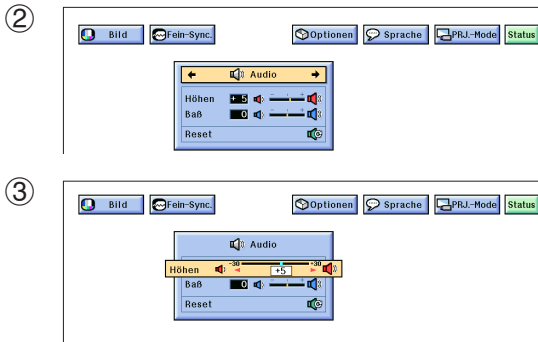 ②
Bild Fein-Sync. Optionen Sprache PRJ.-Mode Status
Audio
Höhen + 5 - +
Baß 0 - +
Reset
③
Bild Fein-Sync. Optionen Sprache PRJ.-Mode Status
Audio
-30 +30
Höhen +5
Baß 0 - +
Reset